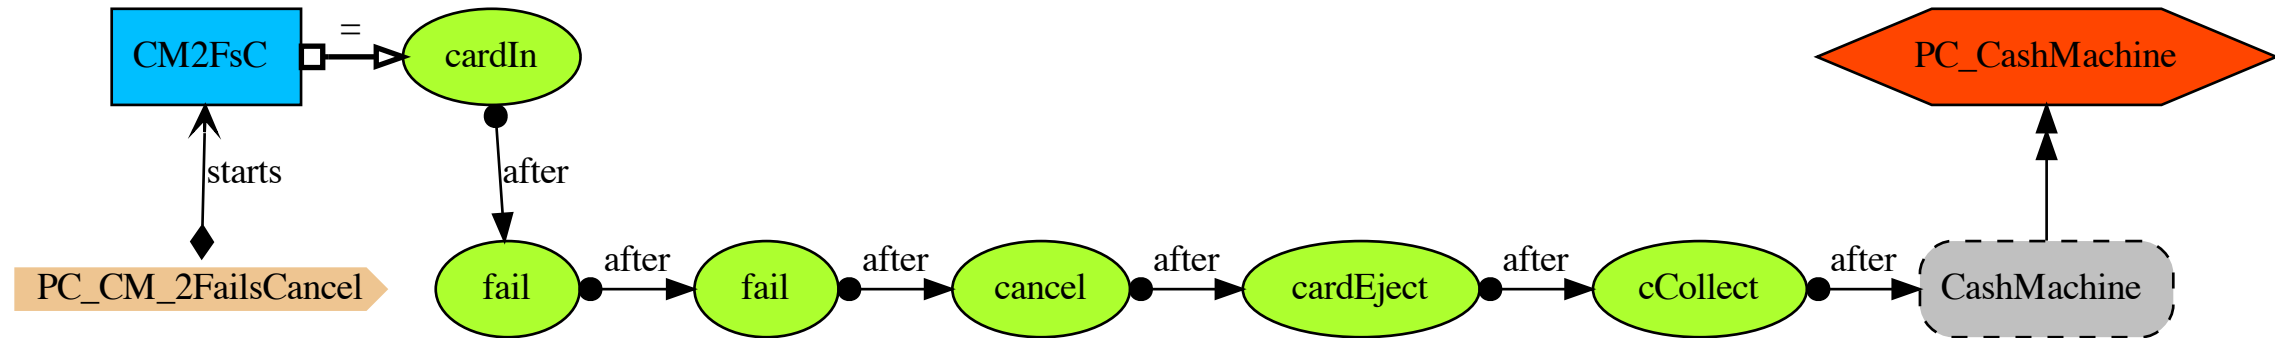 CM2FsC
=
cardIn
PC_CashMachine
starts
after
PC_CM_2FailsCancel
fail
after
fail
after
cancel
after
cardEject
after
cCollect
after
CashMachine